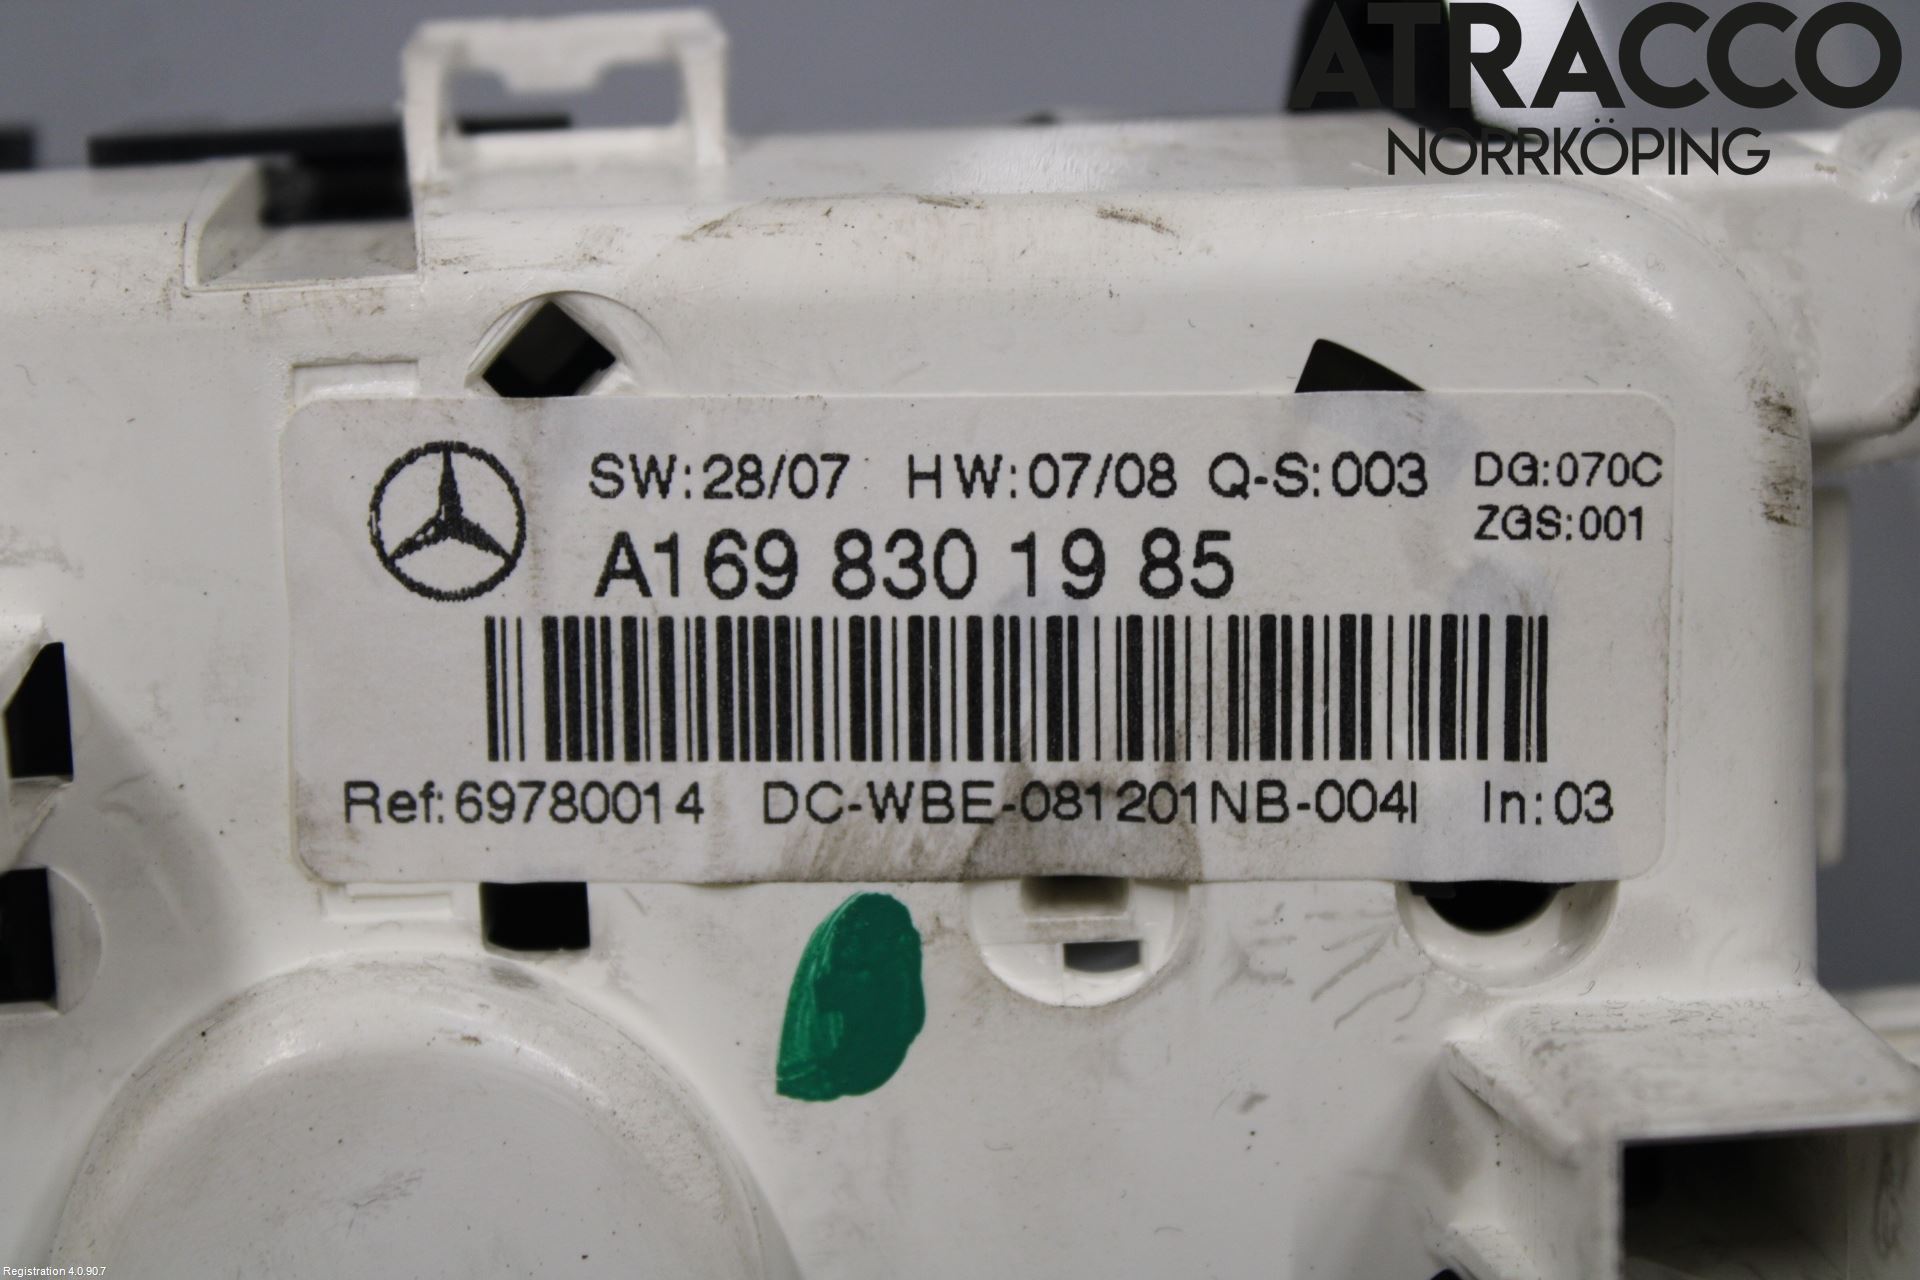 ATRACCO
NORRKÖPING
SW:28/07 HW:07/08 Q-S:003 DG:070C
ZGS:001
A169 830 19 85
Ref:69780014 DC-WBE-081201NB-004I In:03
Registration 4.0.90.7